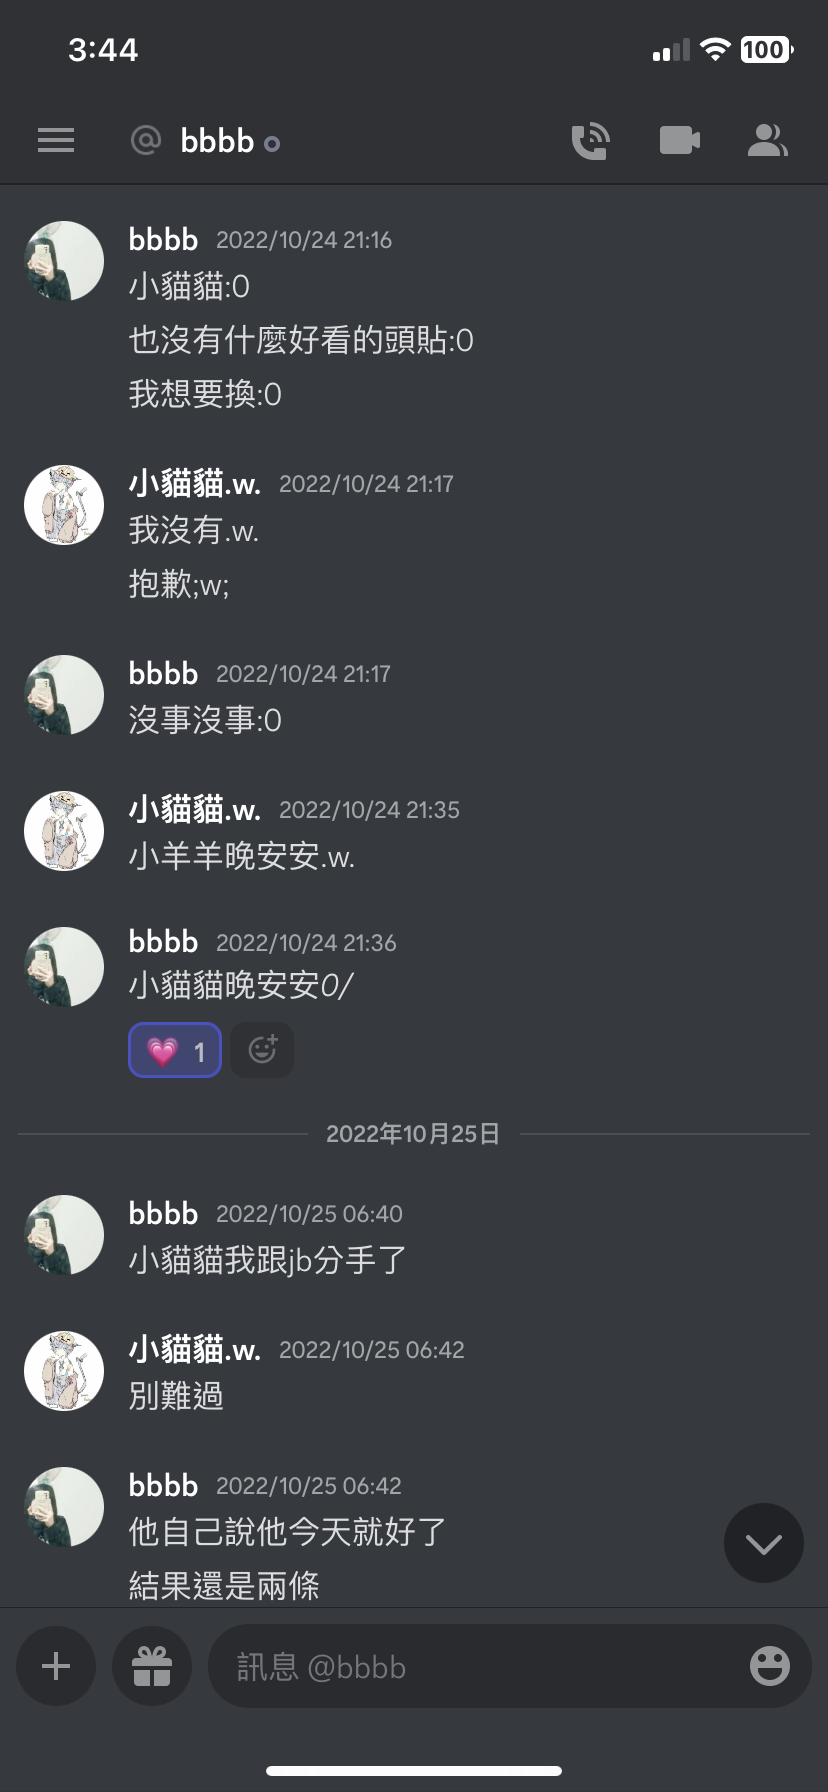 3:44
100
@ bbbb
bbbb 2022/10/24 21:16
小貓貓:0
也沒有什麼好看的頭貼:0
我想要換:0
小貓貓.w. 2022/10/24 21:17
我沒有.w.
抱歉;w;
bbbb 2022/10/24 21:17
沒事沒事:0
小貓貓.w. 2022/10/24 21:35
小羊羊晚安安.w.
bbbb 2022/10/24 21:36
小貓貓晚安安0/
1
2022年10月25日
bbbb 2022/10/25 06:40
小貓貓我跟jb分手了
小貓貓.w. 2022/10/25 06:42
別難過
bbbb 2022/10/25 06:42
他自己說他今天就好了
結果還是兩條
訊息 @bbbb